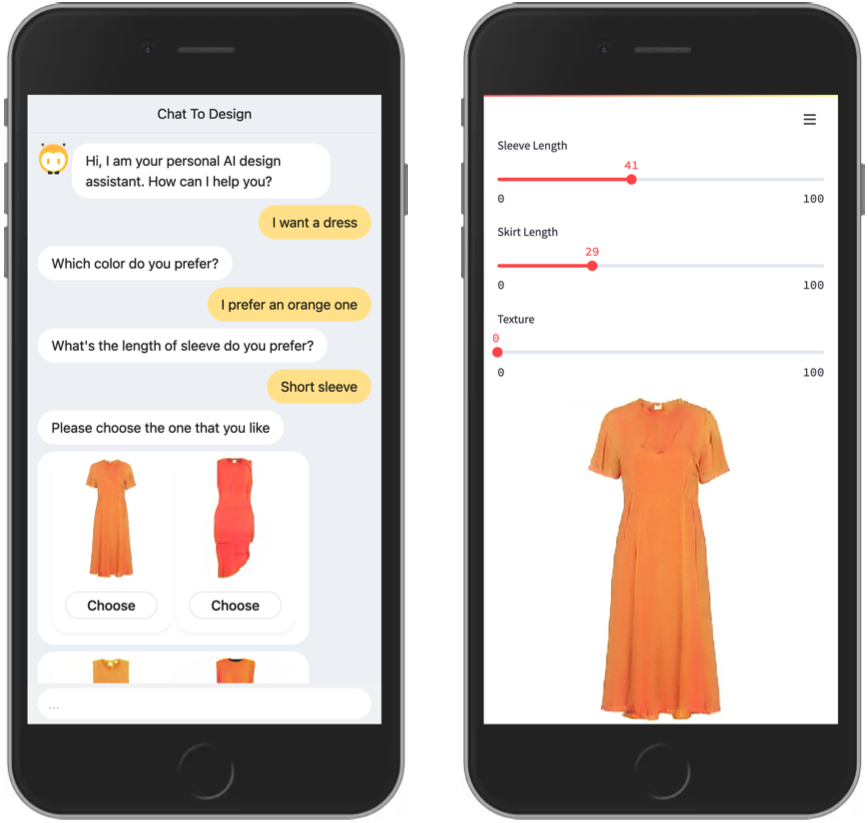 Chat To Design
Hi, I am your personal AI design
assistant. How can I help you?
I want a dress
Which color do you prefer?
I prefer an orange one
What's the length of sleeve do you prefer?
Short sleeve
Please choose the one that you like
Choose
Choose
...
Sleeve Length
41
0
100
Skirt Length
29
0
100
Texture
0
0
100